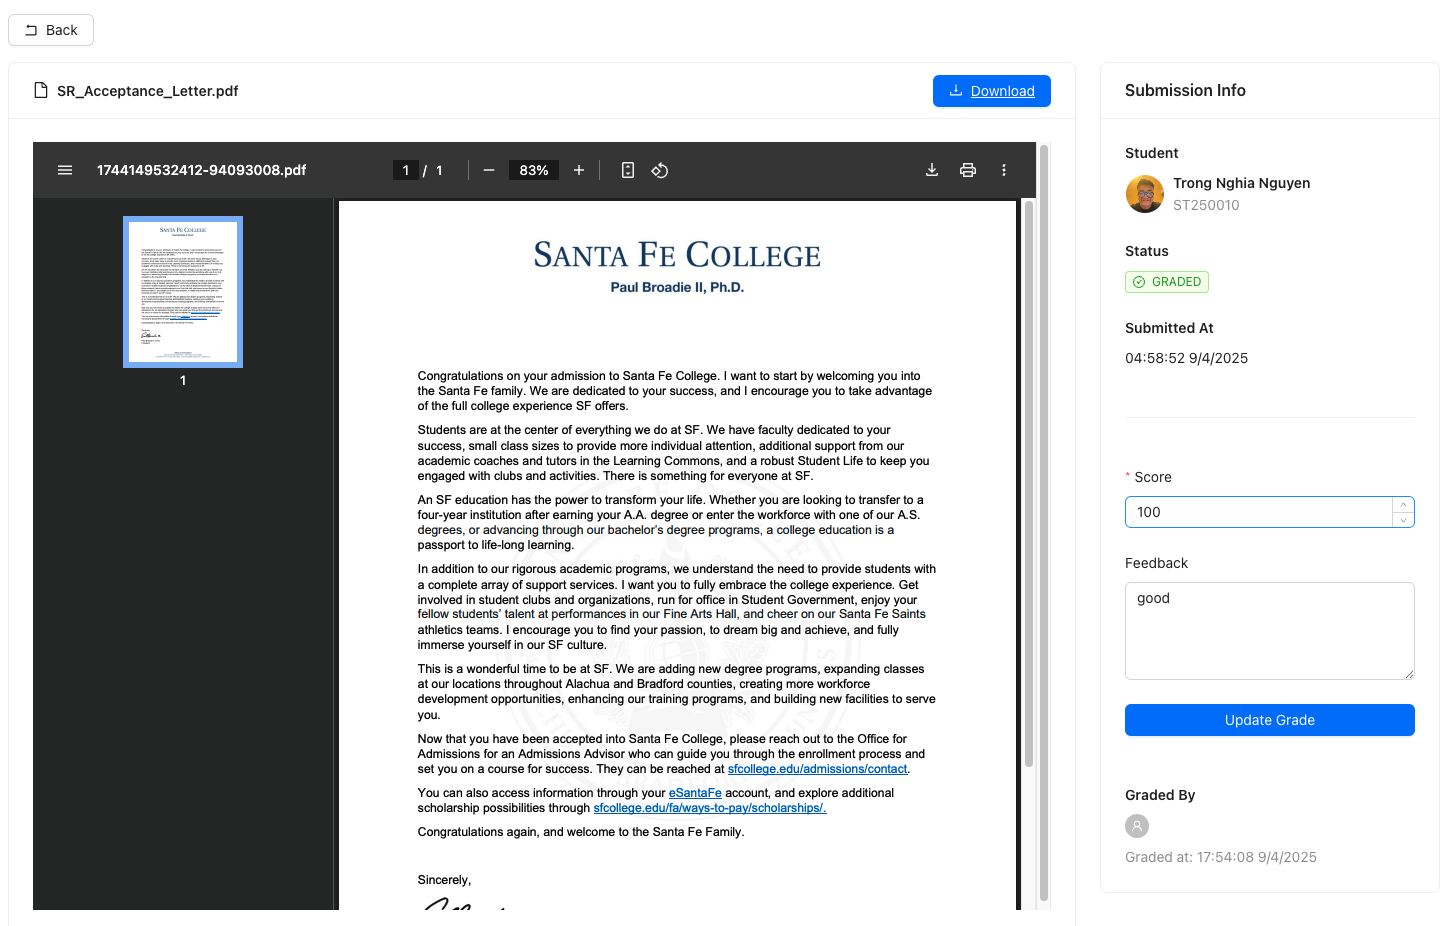 Back
SR_Acceptance_Letter.pdf
Download
1744149532412-94093008.pdf
1 / 1
83%
1
SANTA FE COLLEGE
Paul Broadie II, Ph.D.
Congratulations on your admission to Santa Fe College. I want to start by welcoming you into
the Santa Fe family. We are dedicated to your success, and I encourage you to take advantage
of the full college experience SF offers.
Students are at the center of everything we do at SF. We have faculty dedicated to your
success, small class sizes to provide more individual attention, additional support from our
academic coaches and tutors in the Learning Commons, and a robust Student Life to keep you
engaged with clubs and activities. There is something for everyone at SF.
An SF education has the power to transform your life. Whether you are looking to transfer to a
four-year institution after earning your A.A. degree or enter the workforce with one of our A.S.
degrees, or advancing through our bachelor's degree programs, a college education is a
passport to life-long learning.
In addition to our rigorous academic programs, we understand the need to provide students with
a complete array of support services. I want you to fully embrace the college experience. Get
involved in student clubs and organizations, run for office in Student Government, enjoy your
fellow students' talent at performances in our Fine Arts Hall, and cheer on our Santa Fe Saints
athletics teams. I encourage you to find your passion, to dream big and achieve, and fully
immerse yourself in our SF culture.
This is a wonderful time to be at SF. We are adding new degree programs, expanding classes
at our locations throughout Alachua and Bradford counties, creating more workforce
development opportunities, enhancing our training programs, and building new facilities to serve
you.
Now that you have been accepted into Santa Fe College, please reach out to the Office for
Admissions for an Admissions Advisor who can guide you through the enrollment process and
set you on a course for success. They can be reached at sfcollege.edu/admissions/contact.
You can also access information through your eSantaFe account, and explore additional
scholarship possibilities through sfcollege.edu/fa/ways-to-pay/scholarships/.
Congratulations again, and welcome to the Santa Fe Family.
Sincerely,
Submission Info
Student
Trong Nghia Nguyen
ST250010
Status
GRADED
Submitted At
04:58:52 9/4/2025
* Score
100
Feedback
good
Update Grade
Graded By
Graded at: 17:54:08 9/4/2025